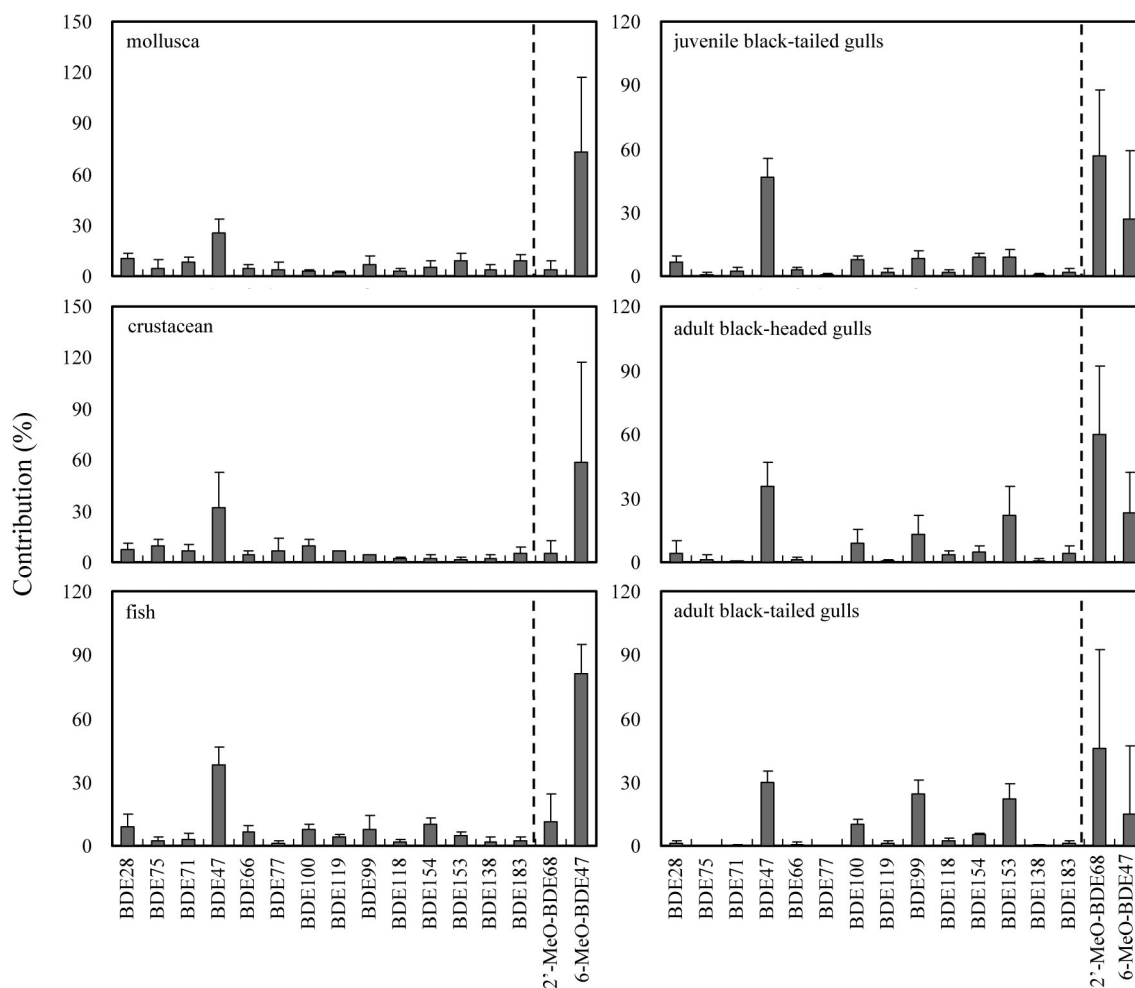 Contribution (%)
150
120
90
60
30
0
mollusca
120
90
60
30
0
juvenile black-tailed gulls
150
120
90
60
30
0
crustacean
120
90
60
30
0
adult black-headed gulls
120
90
60
30
0
fish
120
90
60
30
0
adult black-tailed gulls
BDE28
BDE75
BDE71
BDE47
BDE66
BDE77
BDE100
BDE119
BDE99
BDE118
BDE154
BDE153
BDE138
BDE183
2’-MeO-BDE68
6-MeO-BDE47
BDE28
BDE75
BDE71
BDE47
BDE66
BDE77
BDE100
BDE119
BDE99
BDE118
BDE154
BDE153
BDE138
BDE183
2’-MeO-BDE68
6-MeO-BDE47